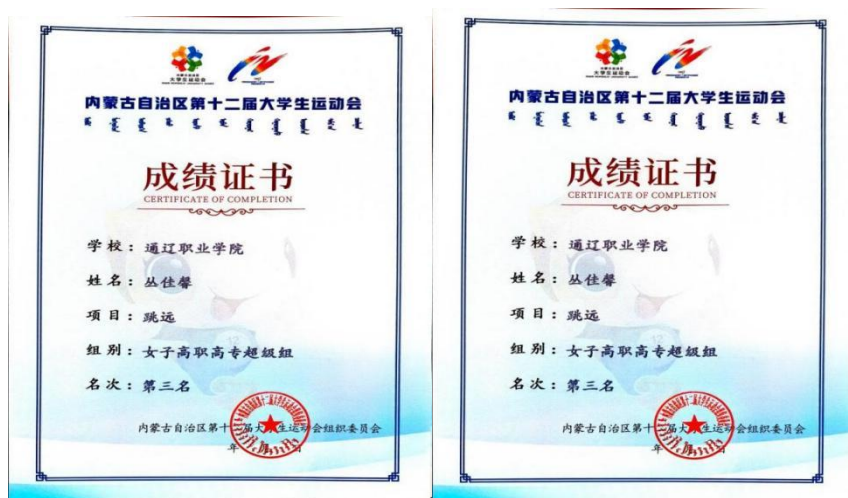 内蒙古自治区第十二届大学生运动会
成绩证书
CERTIFICATE OF COMPLETION
学校：通辽职业学院
姓名：丛佳馨
项目：跳远
组别：女子高职高专超级组
名次：第三名
内蒙古自治区第十二届大学生运动会组织委员会
内蒙古自治区第十二届大学生运动会
成绩证书
CERTIFICATE OF COMPLETION
学校：通辽职业学院
姓名：丛佳馨
项目：跳远
组别：女子高职高专超级组
名次：第三名
内蒙古自治区第十二届大学生运动会组织委员会